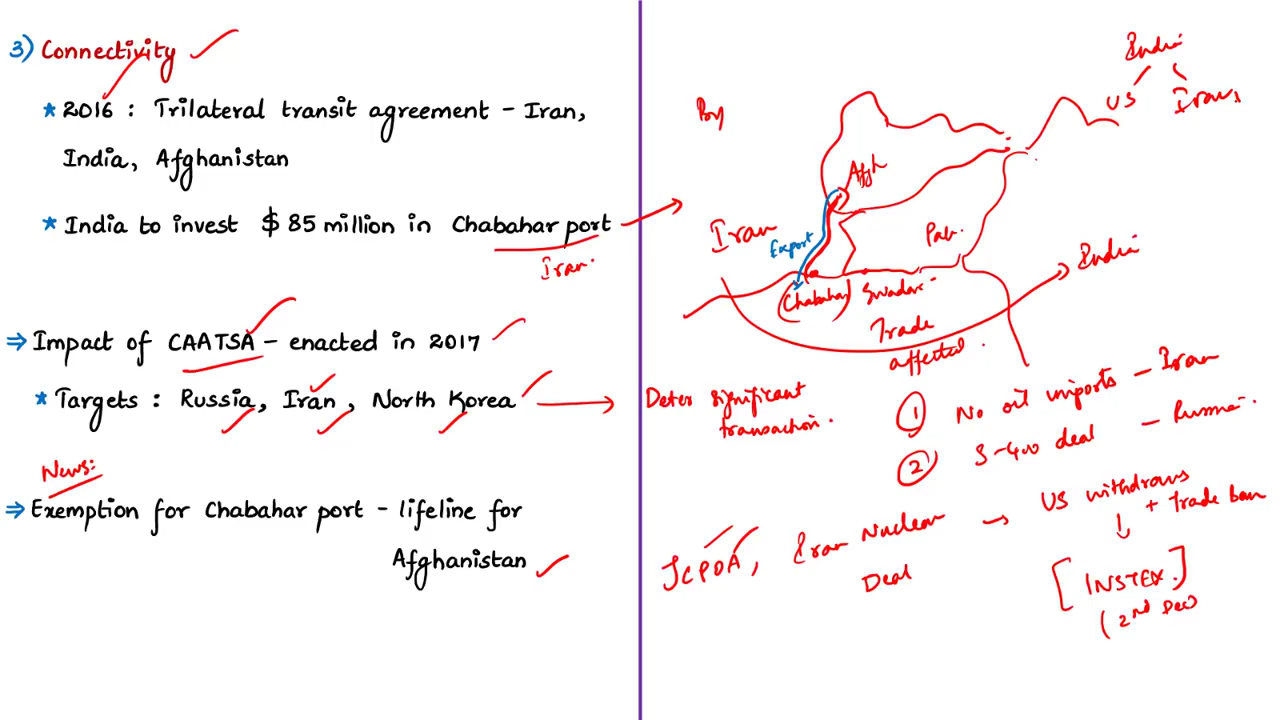 3) Connectivity
* 2016 : Trilateral transit agreement - Iran,
India, Afghanistan
* India to invest $ 85 million in Chabahar port
Iran.
⇒ Impact of CAATSA - enacted in 2017
* Targets : Russia, Iran, North Korea
News:
⇒ Exemption for Chabahar port - lifeline for
Afghanistan
India
US Iran
Afgh
Iran
Export
Pak.
India
(Chabahar) Gwadar
Trade
affected.
Deter significant
transaction.
① No oil imports - Iran
② S-400 deal - Russia
JCPOA, Iran Nuclear
Deal
→ US withdraws
+ Trade ban
↓
[INSTEX.]
(2nd Dec)